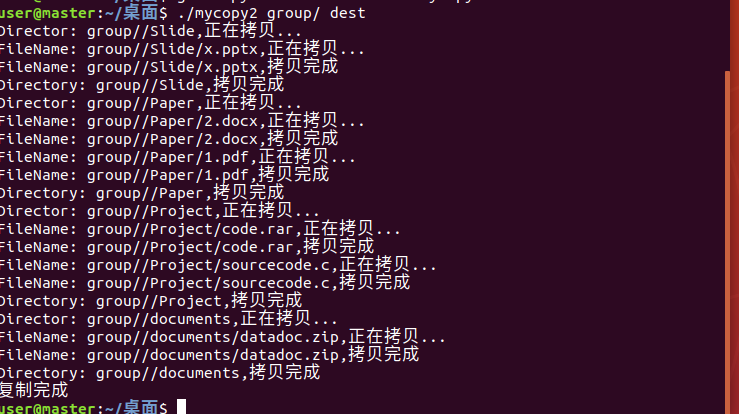 user@master:~/桌面$ ./mycopy2 group/ dest
Director: group//Slide,正在拷贝...
FileName: group//Slide/x.pptx,正在拷贝...
FileName: group//Slide/x.pptx,拷贝完成
Directory: group//Slide,拷贝完成
Director: group//Paper,正在拷贝...
FileName: group//Paper/2.docx,正在拷贝...
FileName: group//Paper/2.docx,拷贝完成
FileName: group//Paper/1.pdf,正在拷贝...
FileName: group//Paper/1.pdf,拷贝完成
Directory: group//Paper,拷贝完成
Director: group//Project,正在拷贝...
FileName: group//Project/code.rar,正在拷贝...
FileName: group//Project/code.rar,拷贝完成
FileName: group//Project/sourcecode.c,正在拷贝...
FileName: group//Project/sourcecode.c,拷贝完成
Directory: group//Project,拷贝完成
Director: group//documents,正在拷贝...
FileName: group//documents/datadoc.zip,正在拷贝...
FileName: group//documents/datadoc.zip,拷贝完成
Directory: group//documents,拷贝完成
复制完成
user@master:~/桌面$